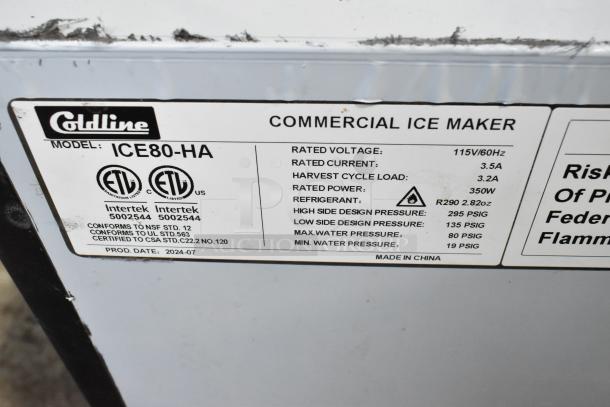 Coldline
COMMERCIAL ICE MAKER
MODEL: ICE80-HA
ETL
C
ETL
US
Intertek Intertek
5002544 5002544
CONFORMS TO NSF STD. 12
CONFORMS TO UL STD.563
CERTIFIED TO CSA STD.C22.2 NO.120
PROD. DATE: 2024-07
RATED VOLTAGE: 115V/60Hz
RATED CURRENT: 3.5A
HARVEST CYCLE LOAD: 3.2A
RATED POWER: 350W
REFRIGERANT: R290 2.82oz
HIGH SIDE DESIGN PRESSURE: 295 PSIG
LOW SIDE DESIGN PRESSURE: 135 PSIG
MAX.WATER PRESSURE: 80 PSIG
MIN.WATER PRESSURE: 19 PSIG
MADE IN CHINA
Risk
Of P
Feder
Flamm